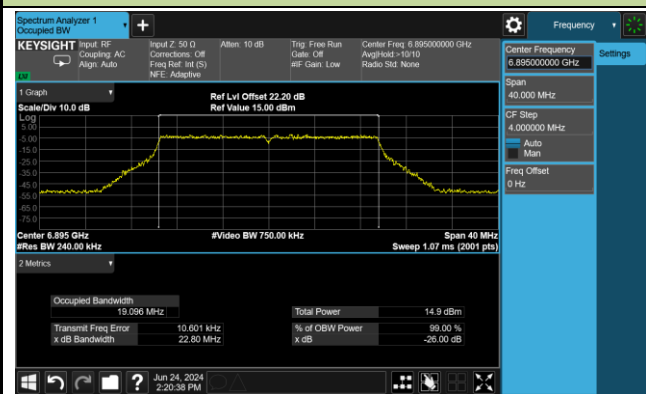 Spectrum Analyzer 1
Occupied BW
+
Frequency
KEYSIGHT
Input: RF
Coupling: AC
Align: Auto
Input Z: 50 Ω
Corrections: Off
Freq Ref: Int (S)
NFE: Adaptive
Atten: 10 dB
Trig: Free Run
Gate: Off
#IF Gain: Low
Center Freq: 6.895000000 GHz
Avg|Hold:>10/10
Radio Std: None
Center Frequency
6.895000000 GHz
Settings
Span
40.000 MHz
CF Step
4.000000 MHz
Auto
Man
Freq Offset
0 Hz
1 Graph
Scale/Div 10.0 dB
Ref Lvl Offset 22.20 dB
Ref Value 15.00 dBm
Log
5.00
-5.00
-15.0
-25.0
-35.0
-45.0
-55.0
-65.0
-75.0
Center 6.895 GHz
#Video BW 750.00 kHz
Span 40 MHz
#Res BW 240.00 kHz
Sweep 1.07 ms (2001 pts)
2 Metrics
Occupied Bandwidth
19.096 MHz
Total Power
14.9 dBm
Transmit Freq Error
10.601 kHz
% of OBW Power
99.00 %
x dB Bandwidth
22.80 MHz
x dB
-26.00 dB
?
Jun 24, 2024
2:20:38 PM